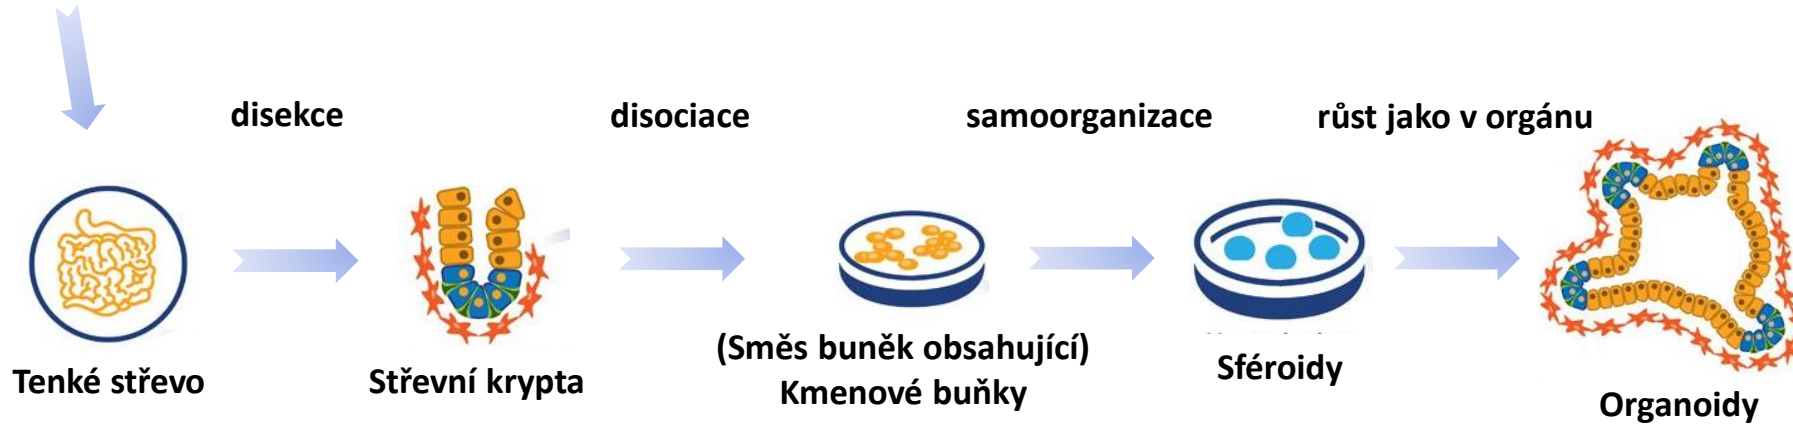 disekce
disociace
samoorganizace
růst jako v orgánu
Tenké střevo
Střevní krypta
(Směs buněk obsahující)
Kmenové buňky
Sféroidy
Organoidy